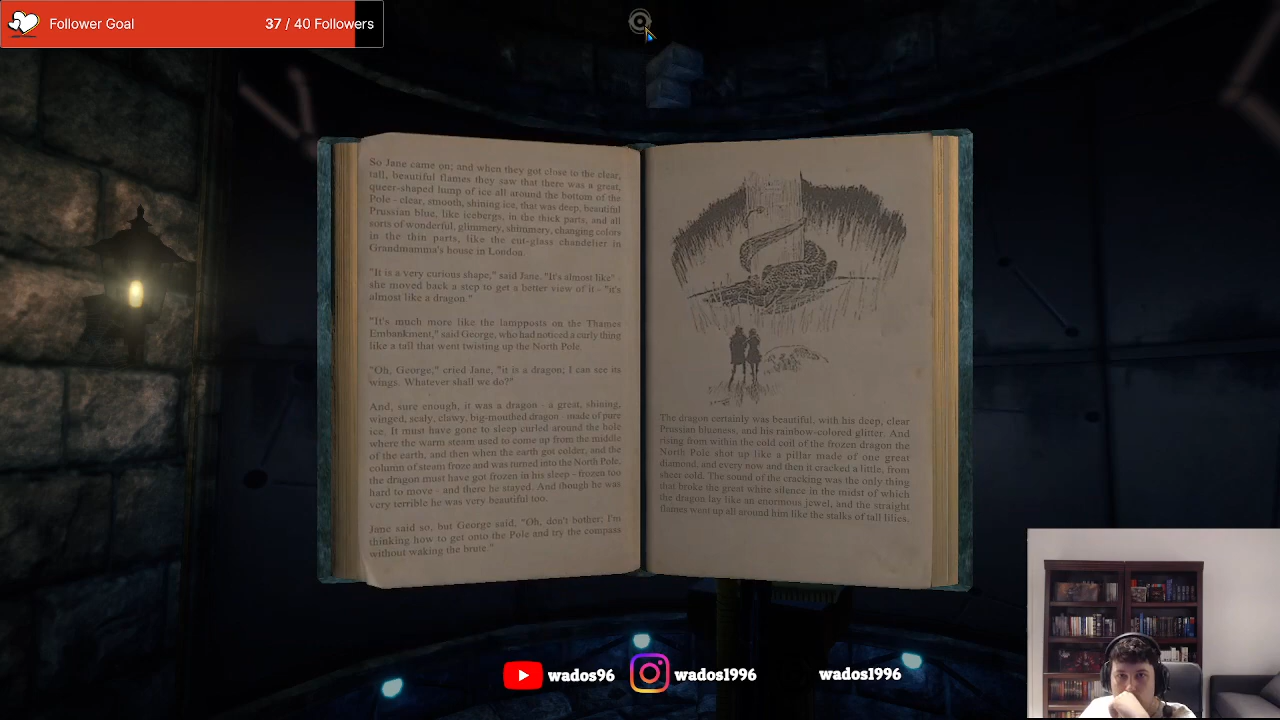 Follower Goal
37 / 40 Followers
So Jane came on; and when they got close to the clear,
tall, beautiful flames they saw that there was a great,
queer-shaped lump of ice all around the bottom of the
Pole - clear, smooth, shining ice, that was deep, beautiful
Prussian blue, like icebergs, in the thick parts, and all
sorts of wonderful, glimmery, shimmery, changing colors
in the thin parts, like the cut-glass chandelier in
Grandmamma's house in London.
"It is a very curious shape," said Jane. "It's almost like" -
she moved back a step to get a better view of it - "it's
almost like a dragon."
"It's much more like the lampposts on the Thames
Embankment," said George, who had noticed a curly thing
like a tail that went twisting up the North Pole.
"Oh, George," cried Jane, "it is a dragon; I can see its
wings. Whatever shall we do?"
And, sure enough, it was a dragon - a great, shining,
winged, scaly, clawy, big-mouthed dragon - made of pure
ice. It must have gone to sleep curled around the hole
where the warm steam used to come up from the middle
of the earth, and then when the earth got colder, and the
column of steam froze and was turned into the North Pole,
the dragon must have got frozen in his sleep - frozen too
hard to move - and there he stayed. And though he was
very terrible he was very beautiful too.
Jane said so, but George said, "Oh, don't bother; I'm
thinking how to get onto the Pole and try the compass
without waking the brute."
The dragon certainly was beautiful, with his deep, clear
Prussian blueness, and his rainbow-colored glitter. And
rising from within the cold coil of the frozen dragon the
North Pole shot up like a pillar made of one great
diamond, and every now and then it cracked a little, from
sheer cold. The sound of the cracking was the only thing
that broke the great white silence in the midst of which
the dragon lay like an enormous jewel, and the straight
flames went up all around him like the stalks of tall lilies.
wados96
wados1996
wados1996